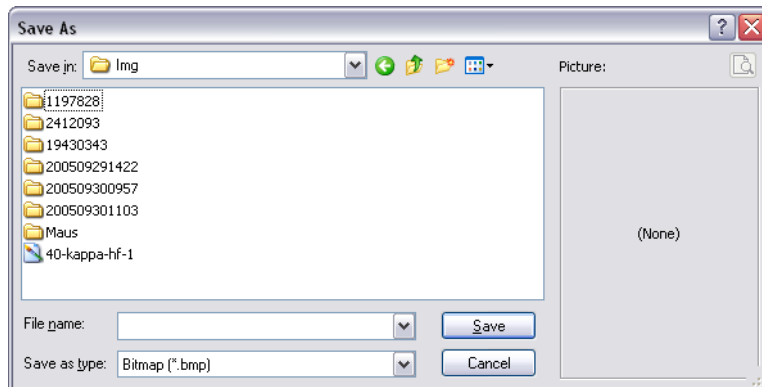 Save As
Save in: Img
Picture:
1197828
2412093
19430343
200509291422
200509300957
200509301103
Maus
40-kappa-hf-1
(None)
File name:
Save
Save as type: Bitmap (*.bmp)
Cancel